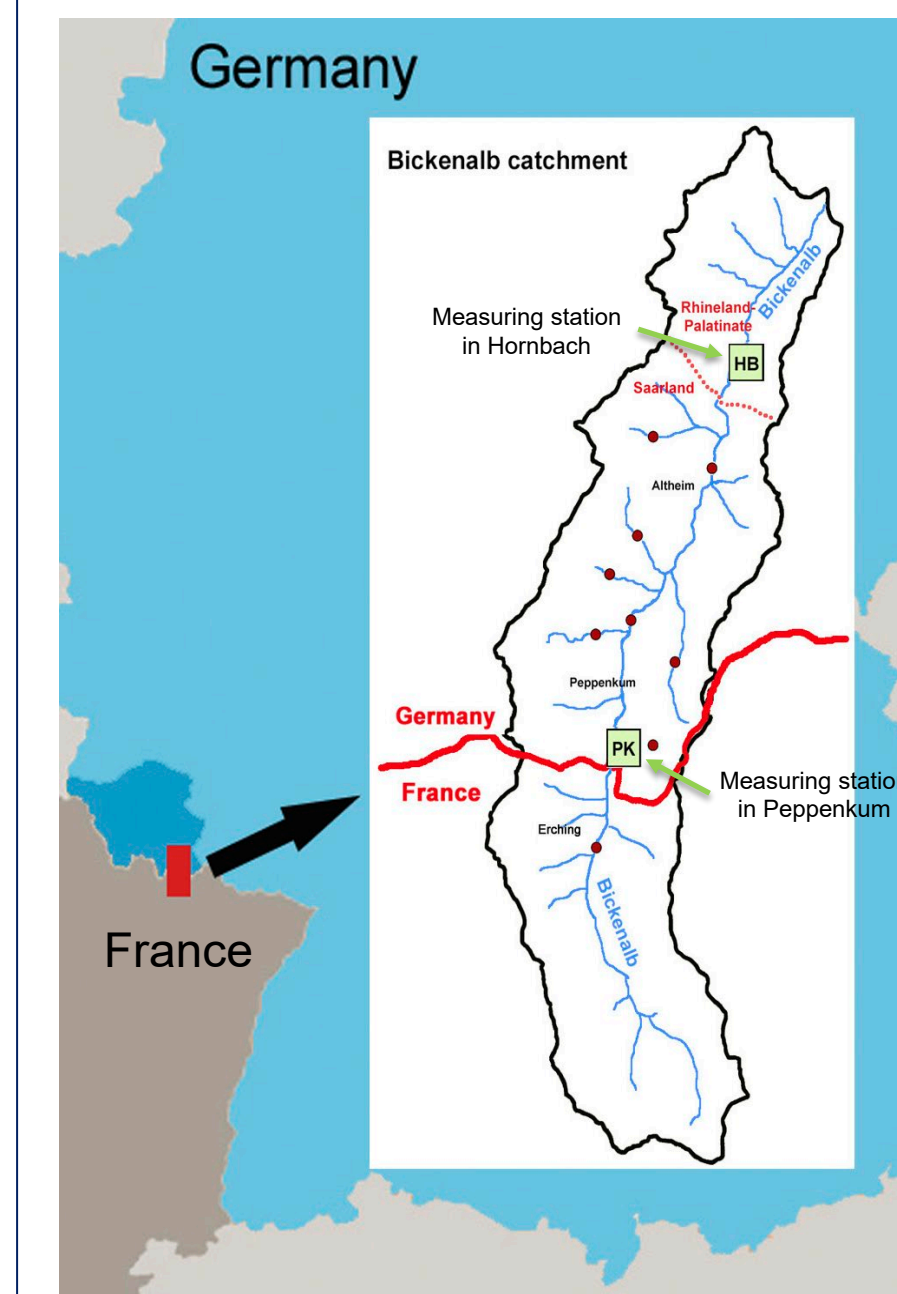 Germany
Bickenalb catchment
Bickenalb
Rhineland-
Palatinate
Measuring station
in Hornbach
HB
Saarland
Altheim
Peppenkum
Germany
PK
France
Measuring statio
in Peppenkum
Erching
Bickenalb
France